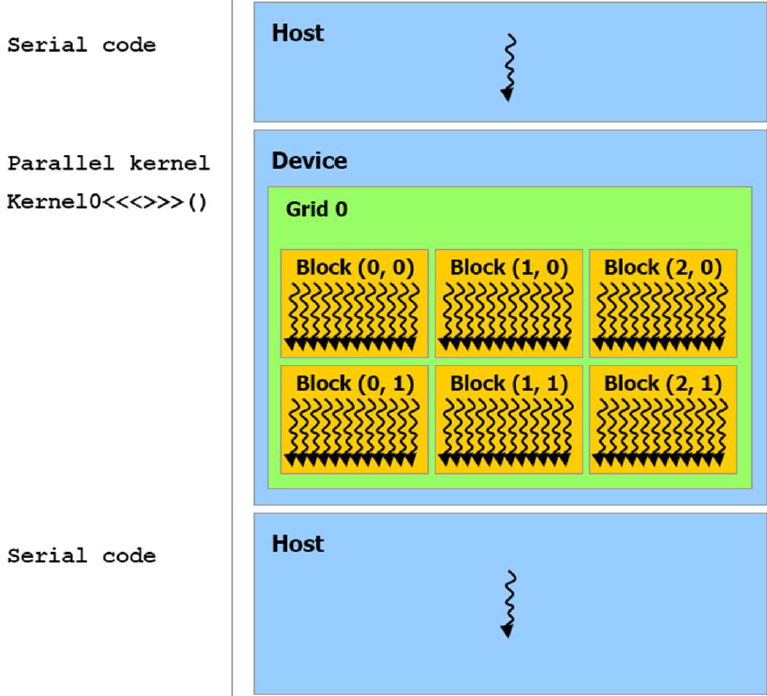 Serial code
Host
Parallel kernel
Kernel0<<<>>>()
Device
Grid 0
Block (0, 0)
Block (1, 0)
Block (2, 0)
Block (0, 1)
Block (1, 1)
Block (2, 1)
Serial code
Host